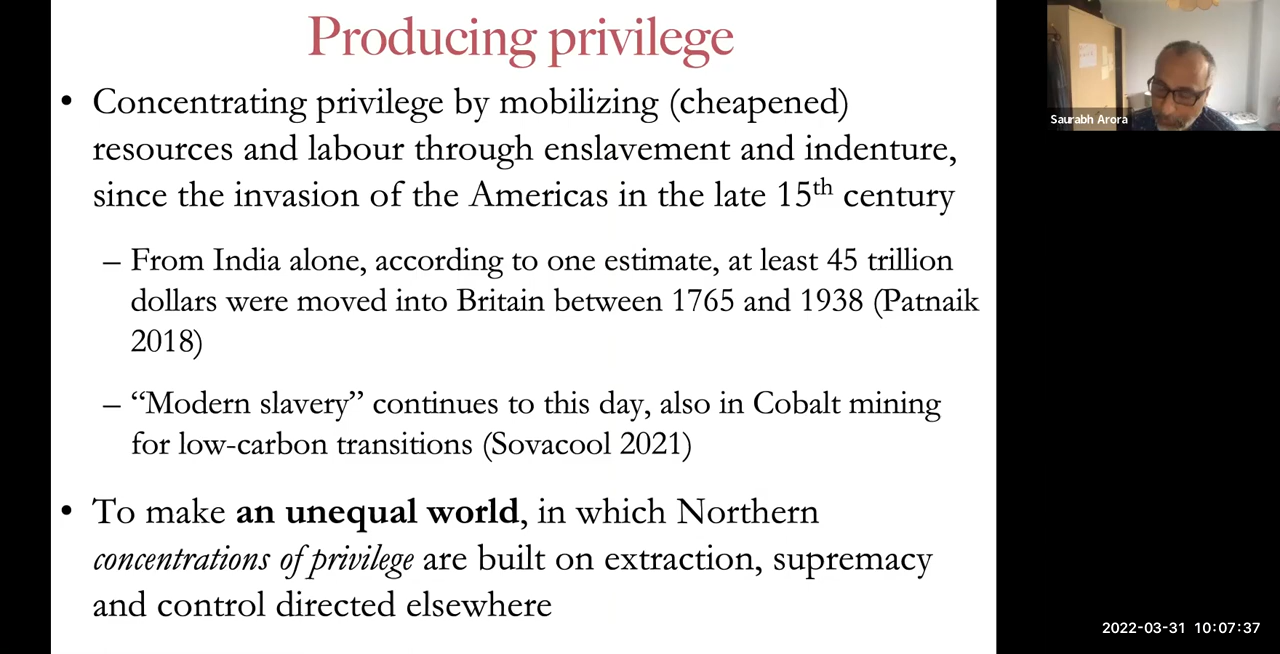 Producing privilege
• Concentrating privilege by mobilizing (cheapened)
resources and labour through enslavement and indenture,
since the invasion of the Americas in the late 15th century
– From India alone, according to one estimate, at least 45 trillion
dollars were moved into Britain between 1765 and 1938 (Patnaik
2018)
– “Modern slavery” continues to this day, also in Cobalt mining
for low-carbon transitions (Sovacool 2021)
• To make an unequal world, in which Northern
concentrations of privilege are built on extraction, supremacy
and control directed elsewhere
Saurabh Arora
2022-03-31 10:07:37